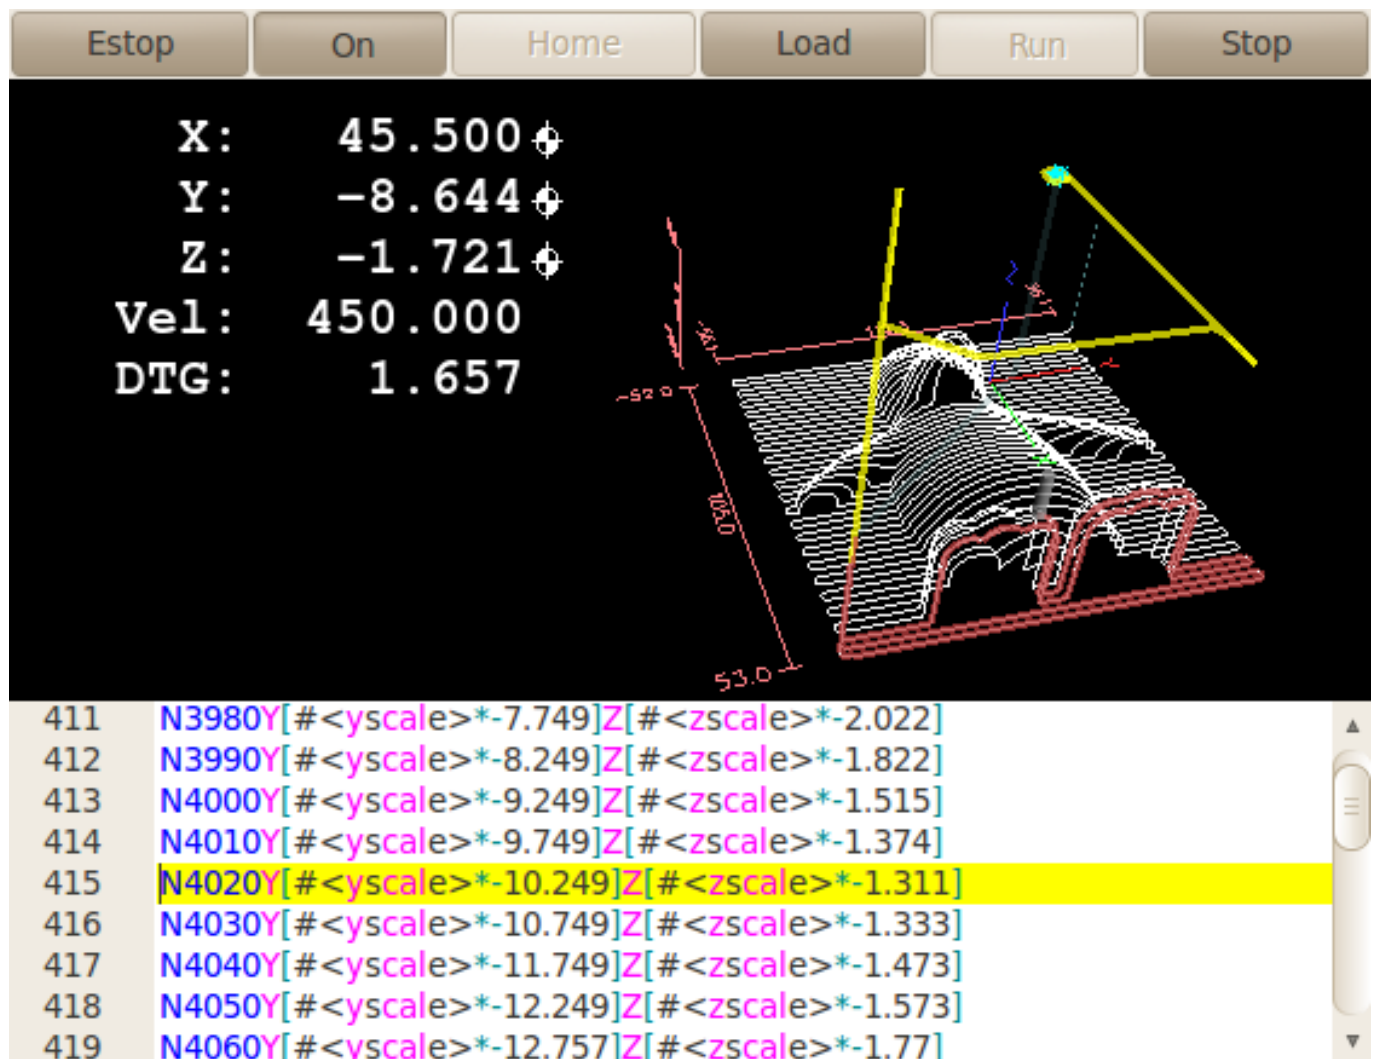 Estop On Home Load Run Stop
X: 45.500
Y: -8.644
Z: -1.721
Vel: 450.000
DTG: 1.657
-52.0
105.0
53.0
411 N3980Y[#<yscale>*-7.749]Z[#<zscale>*-2.022]
412 N3990Y[#<yscale>*-8.249]Z[#<zscale>*-1.822]
413 N4000Y[#<yscale>*-9.249]Z[#<zscale>*-1.515]
414 N4010Y[#<yscale>*-9.749]Z[#<zscale>*-1.374]
415 N4020Y[#<yscale>*-10.249]Z[#<zscale>*-1.311]
416 N4030Y[#<yscale>*-10.749]Z[#<zscale>*-1.333]
417 N4040Y[#<yscale>*-11.749]Z[#<zscale>*-1.473]
418 N4050Y[#<yscale>*-12.249]Z[#<zscale>*-1.573]
419 N4060Y[#<yscale>*-12.757]Z[#<zscale>*-1.77]